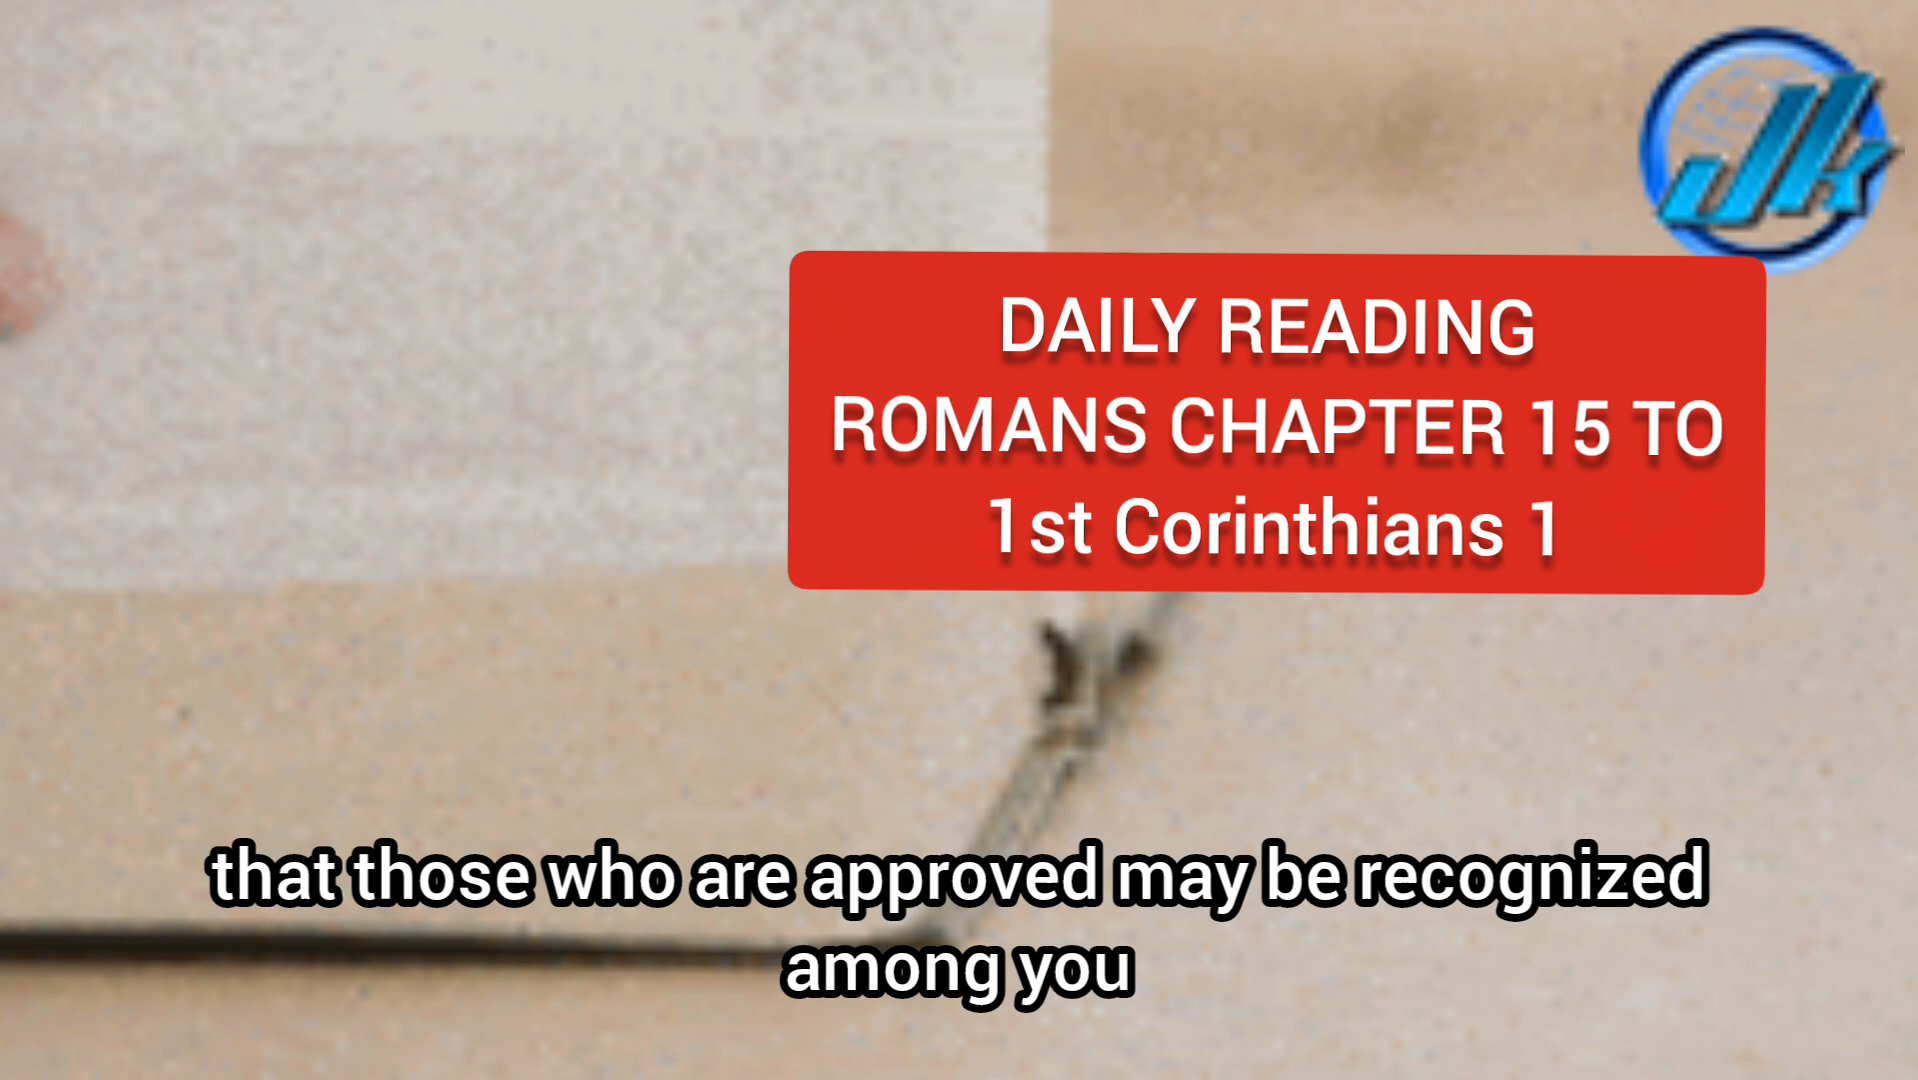 Jk
DAILY READING
ROMANS CHAPTER 15 TO
1st Corinthians 1
that those who are approved may be recognized
among you